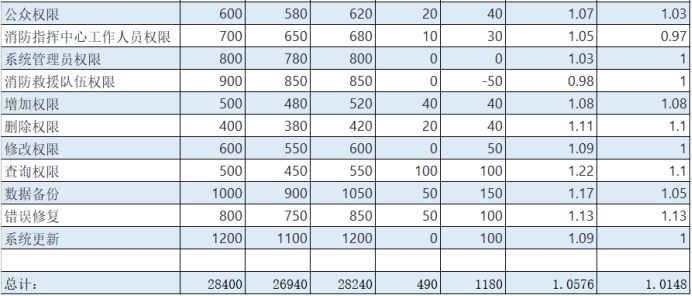 公众权限 600 580 620 20 40 1.07 1.03
消防指挥中心工作人员权限 700 650 680 10 30 1.05 0.97
系统管理员权限 800 780 800 0 0 1.03 1
消防救援队伍权限 900 850 850 0 -50 0.98 1
增加权限 500 480 520 40 40 1.08 1.08
删除权限 400 380 420 20 40 1.11 1.1
修改权限 600 550 600 0 50 1.09 1
查询权限 500 450 550 100 100 1.22 1.1
数据备份 1000 900 1050 50 150 1.17 1.05
错误修复 800 750 850 50 100 1.13 1.13
系统更新 1200 1100 1200 0 100 1.09 1
总计： 28400 26940 28240 490 1180 1.0576 1.0148